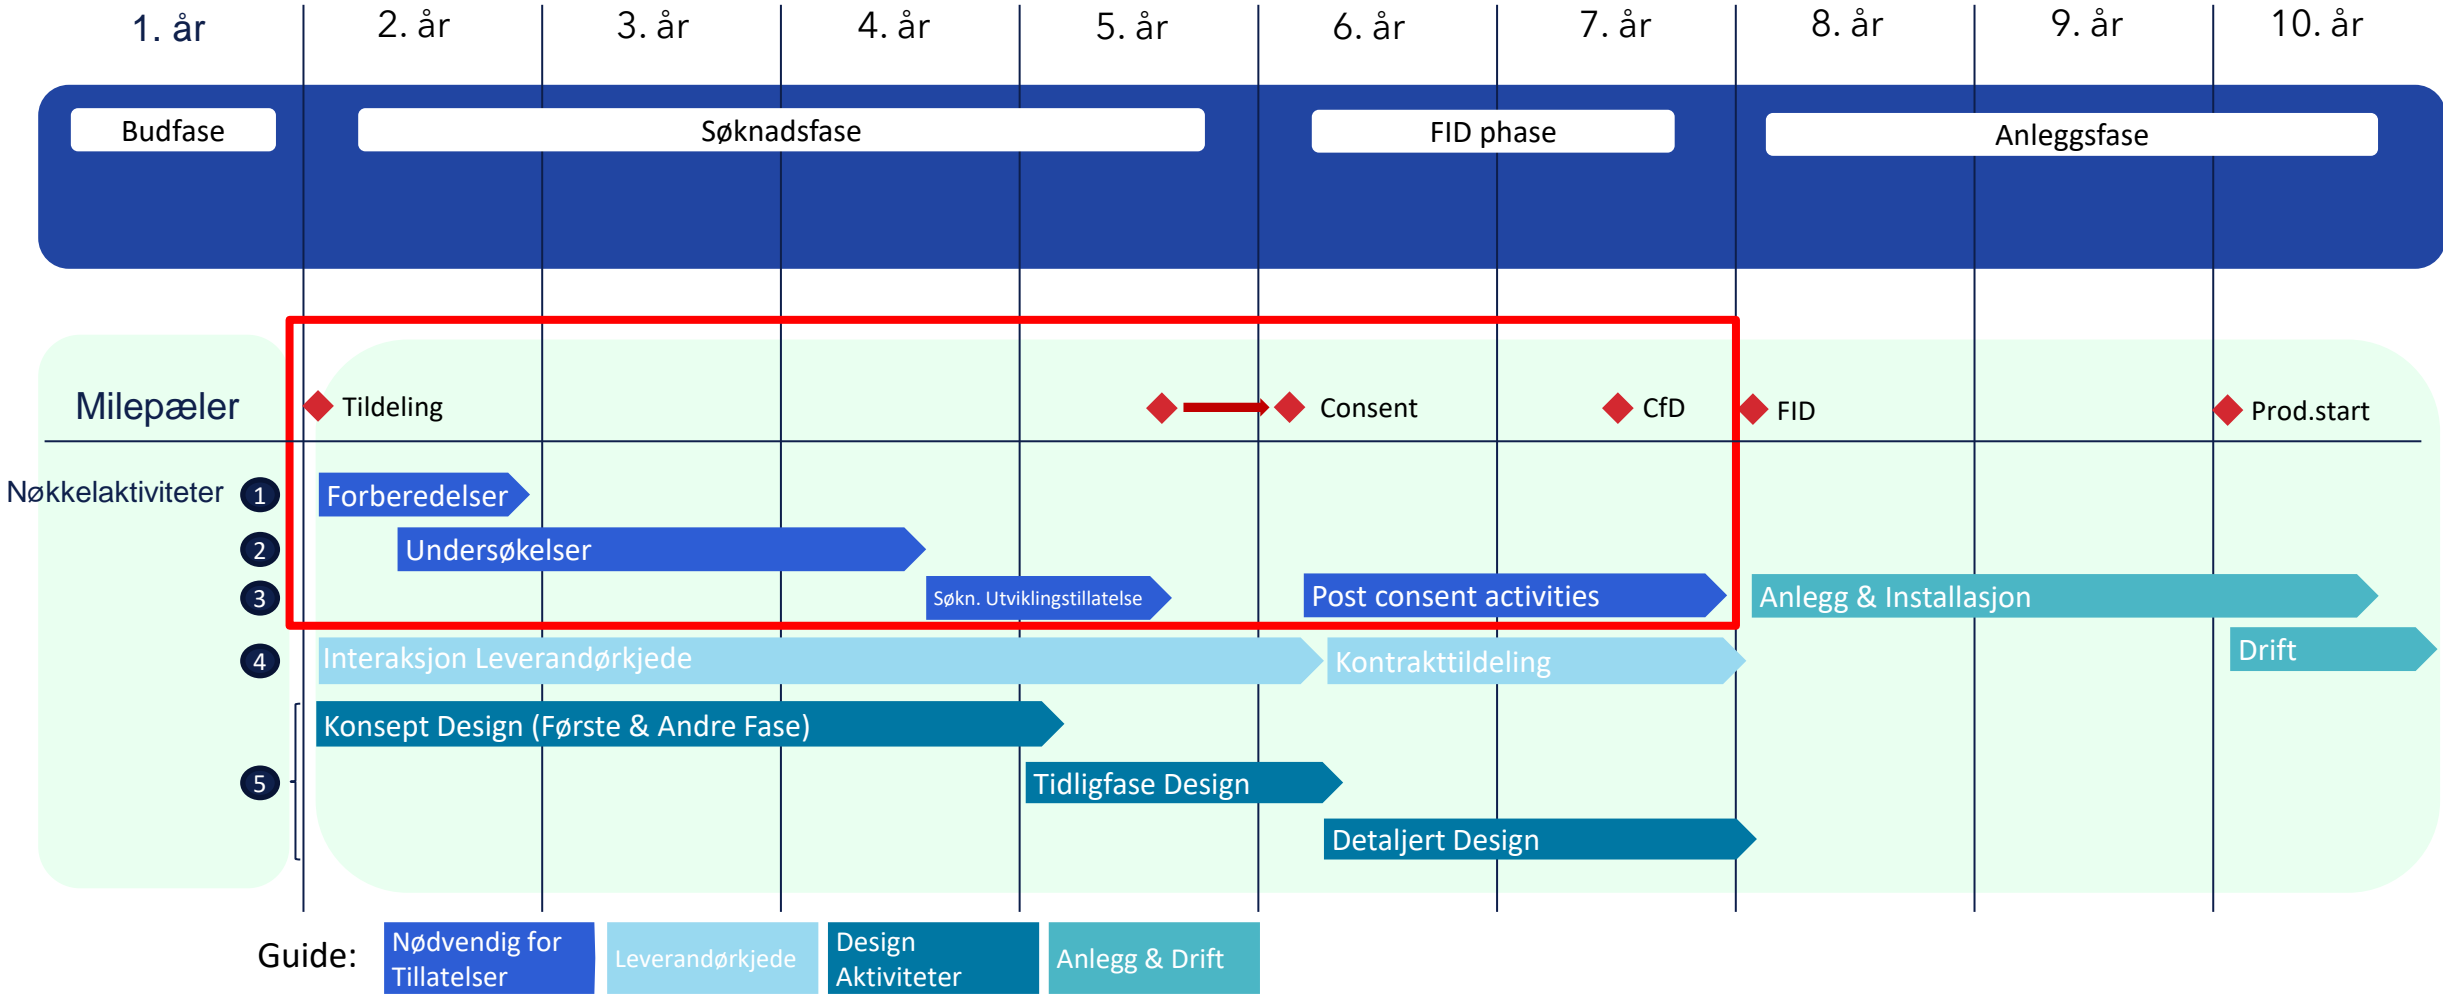 1. år
2. år
3. år
4. år
5. år
6. år
7. år
8. år
9. år
10. år
Budfase
Søknadsfase
FID phase
Anleggsfase
Milepæler
Tildeling
Consent
CfD
FID
Prod.start
Nøkkelaktiviteter
1
Forberedelser
2
Undersøkelser
3
Søkn. Utviklingstillatelse
Post consent activities
Anlegg & Installasjon
4
Interaksjon Leverandørkjede
Kontrakttildeling
Drift
Konsept Design (Første & Andre Fase)
5
Tidligfase Design
Detaljert Design
Guide:
Nødvendig for
Tillatelser
Leverandørkjede
Design
Aktiviteter
Anlegg & Drift